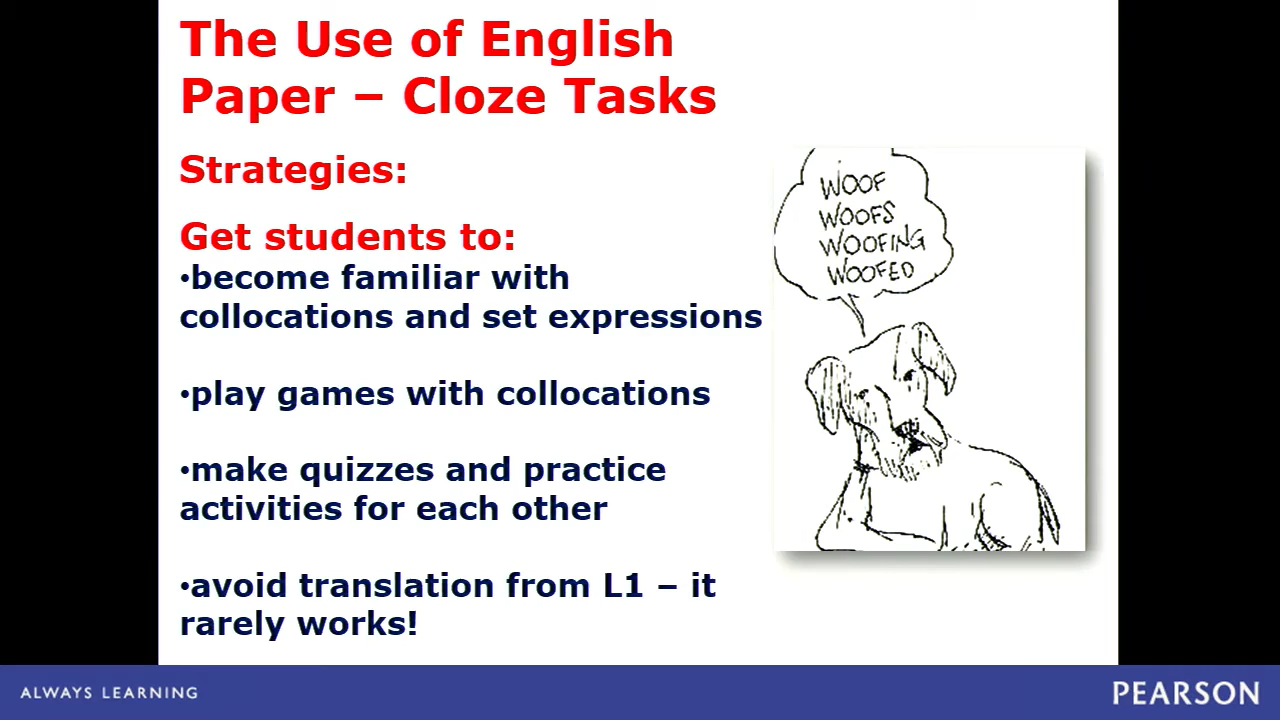 The Use of English
Paper – Cloze Tasks
Strategies:
Get students to:
•become familiar with
collocations and set expressions
•play games with collocations
•make quizzes and practice
activities for each other
•avoid translation from L1 – it
rarely works!
WOOF
WOOFS
WOOFING
WOOFED
ALWAYS LEARNING
PEARSON